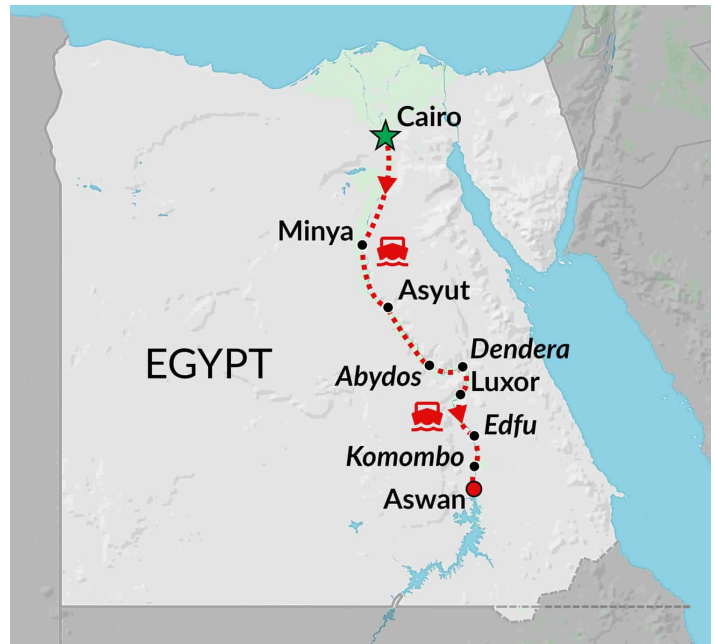 Cairo
Minya
Asyut
EGYPT
Dendera
Abydos
Luxor
Edfu
Komombo
Aswan